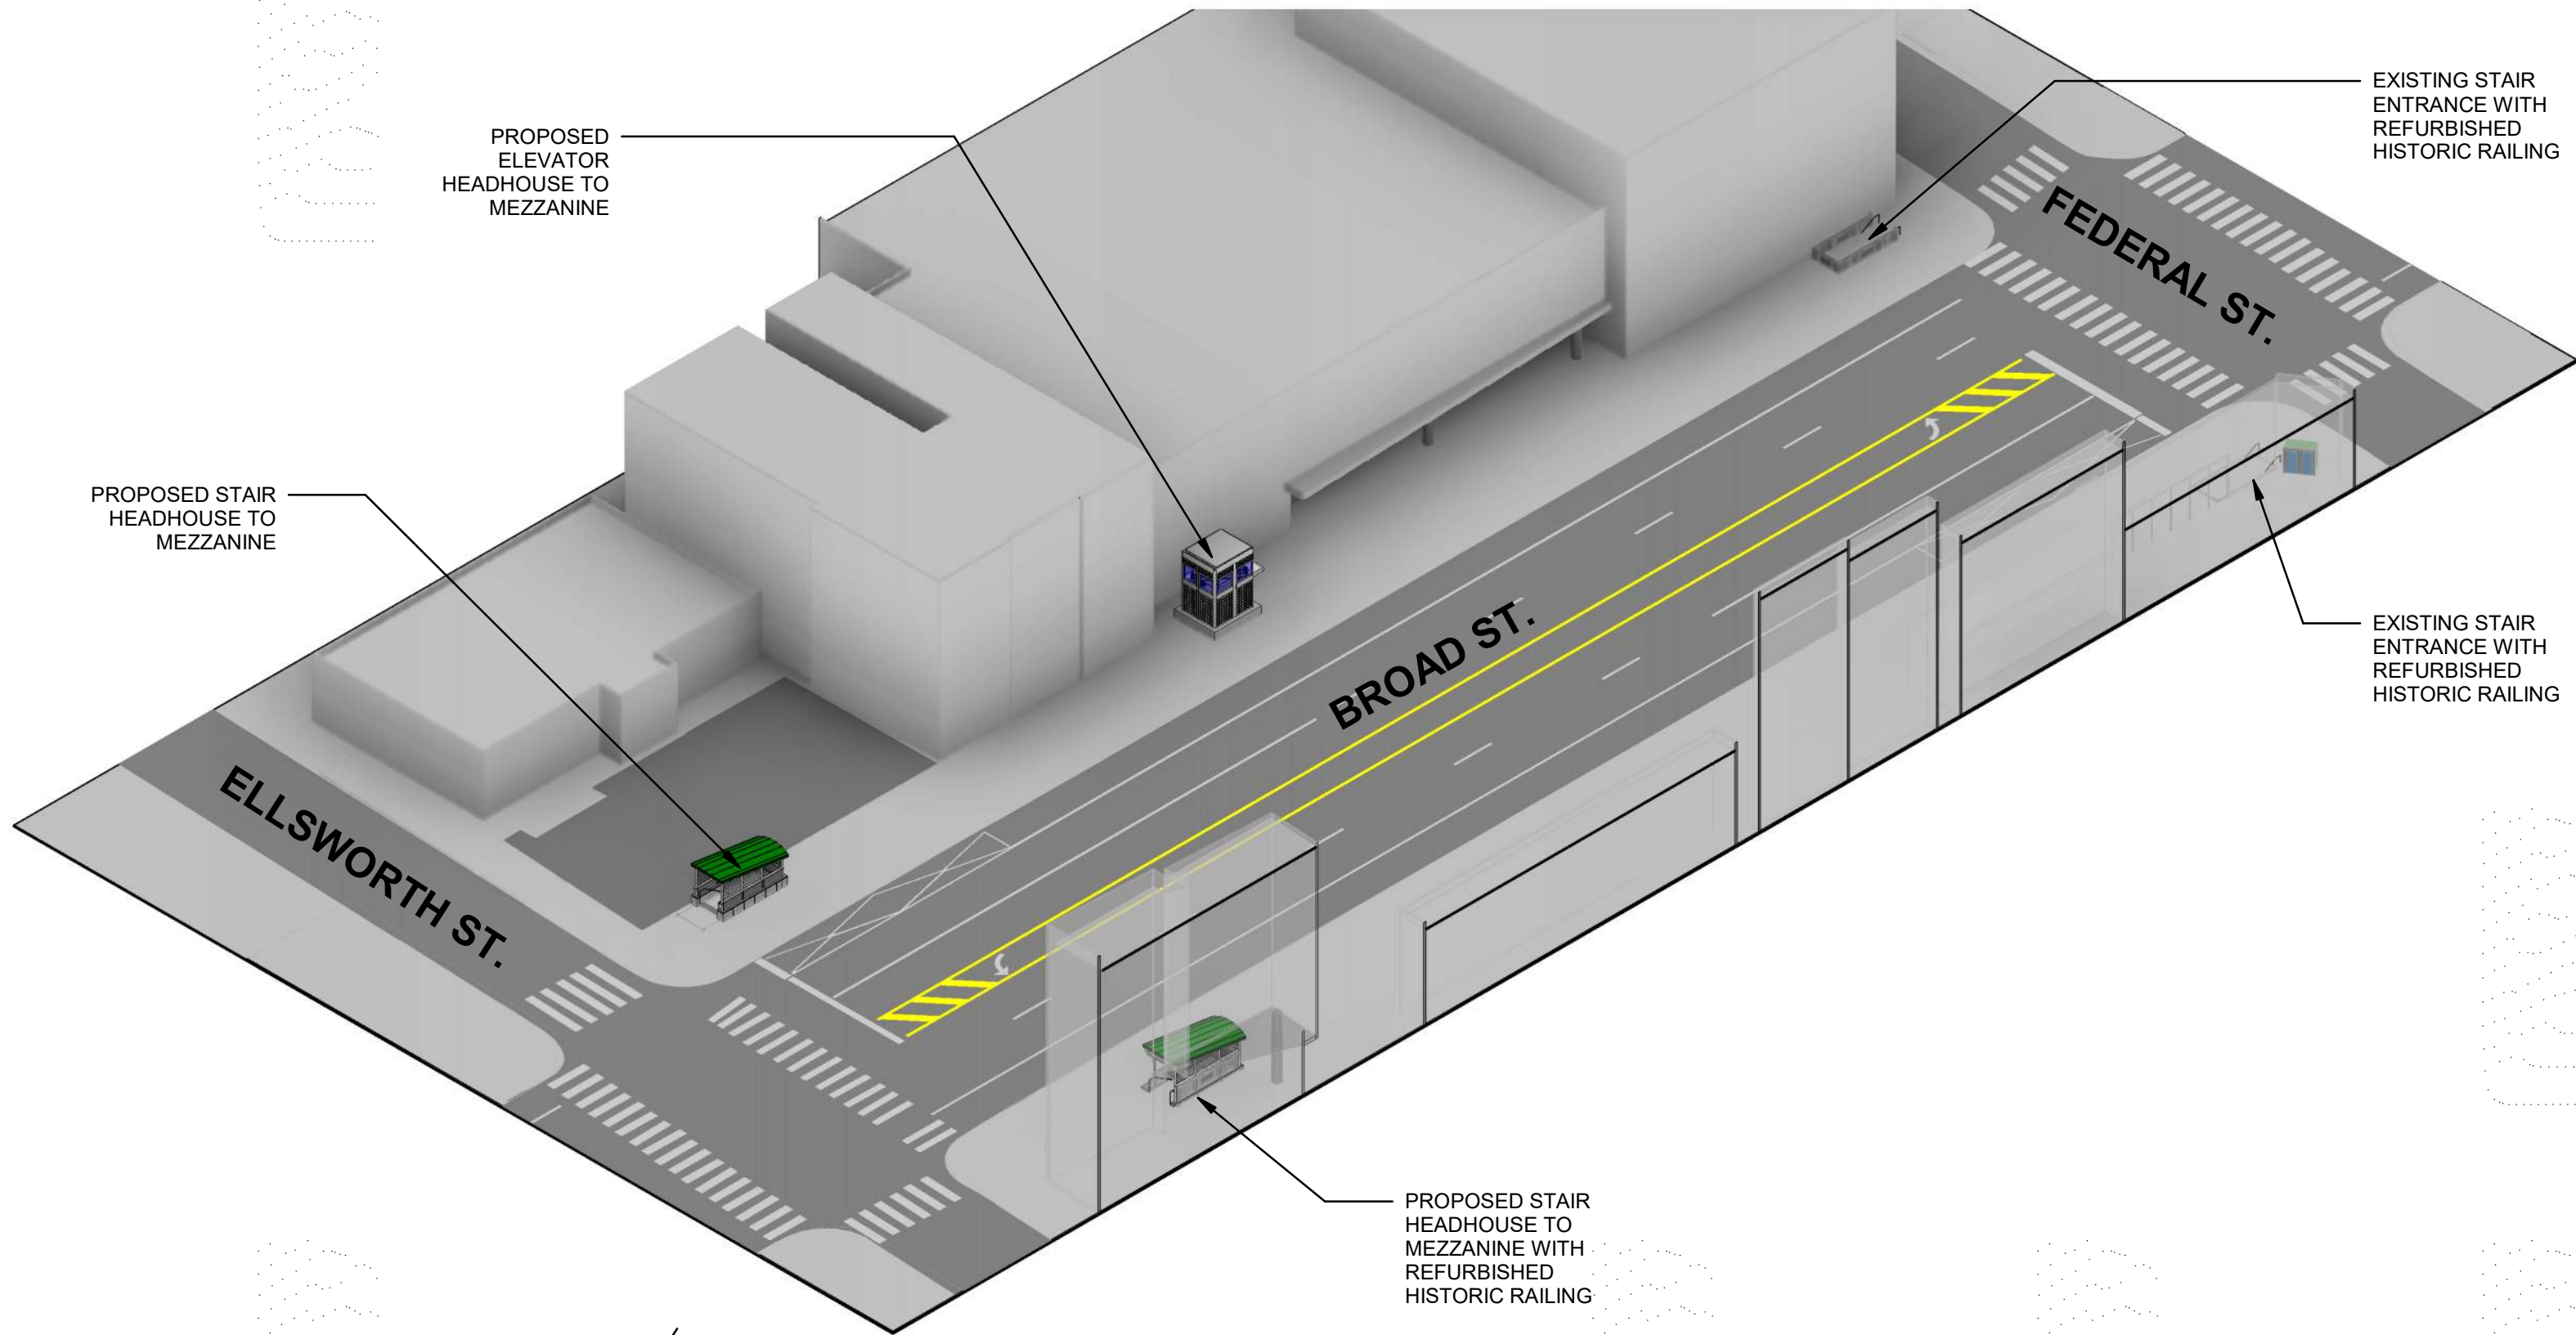 EXISTING STAIR
ENTRANCE WITH
REFURBISHED
HISTORIC RAILING
PROPOSED
ELEVATOR
HEADHOUSE TO
MEZZANINE
FEDERAL ST.
PROPOSED STAIR
HEADHOUSE TO
MEZZANINE
BROAD ST.
EXISTING STAIR
ENTRANCE WITH
REFURBISHED
HISTORIC RAILING
ELLSWORTH ST.
PROPOSED STAIR
HEADHOUSE TO
MEZZANINE WITH
REFURBISHED
HISTORIC RAILING